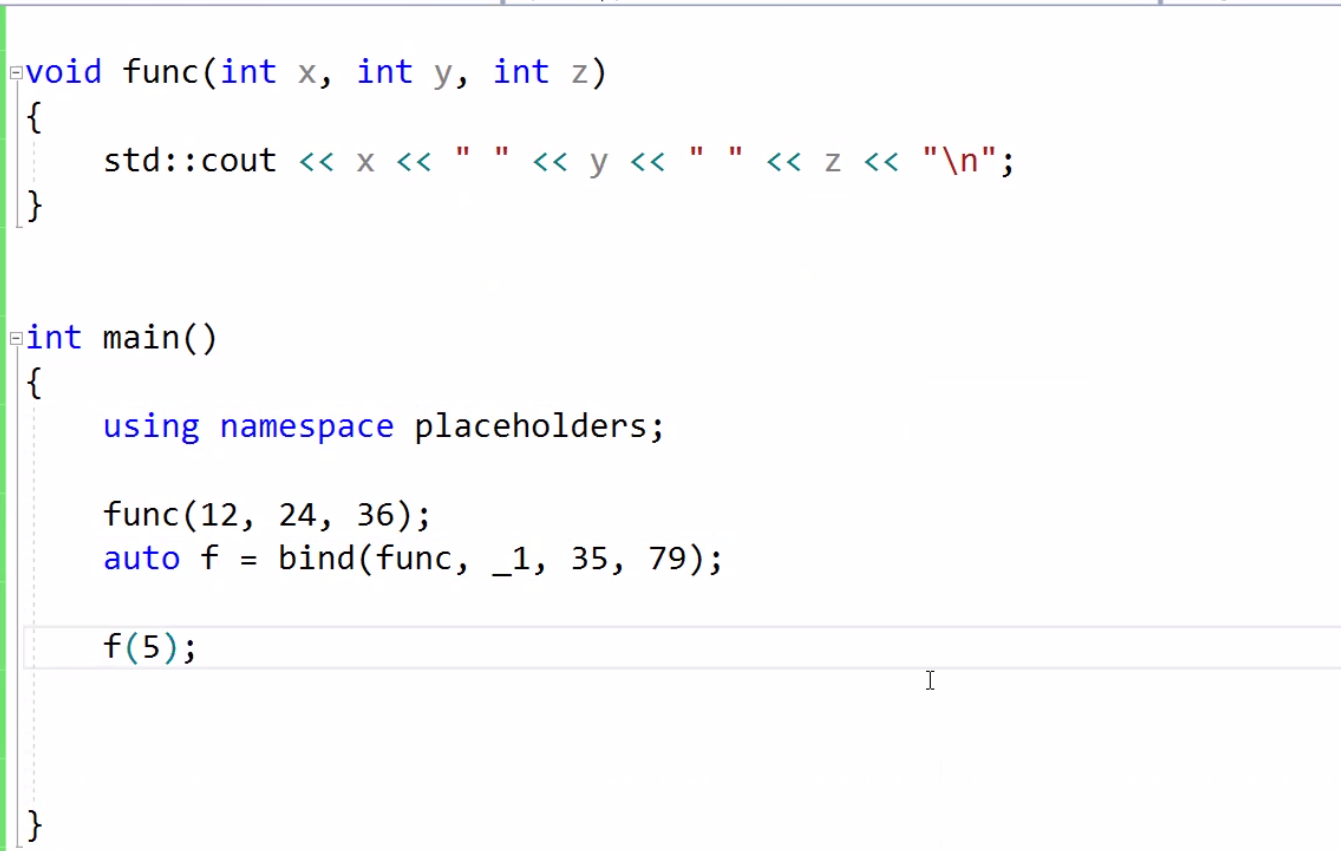 void func(int x, int y, int z)
{
    std::cout << x << " " << y << " " << z << "\n";
}
int main()
{
    using namespace placeholders;
    func(12, 24, 36);
    auto f = bind(func, _1, 35, 79);
    f(5);
}